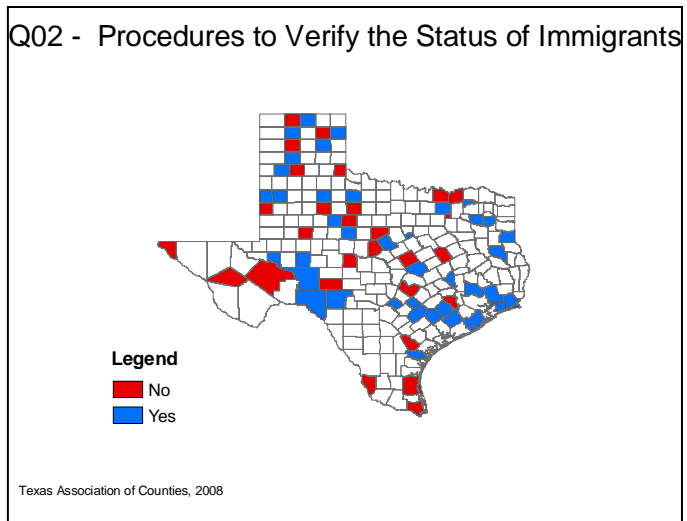 Q02 - Procedures to Verify the Status of Immigrants
Legend
No
Yes
Texas Association of Counties, 2008